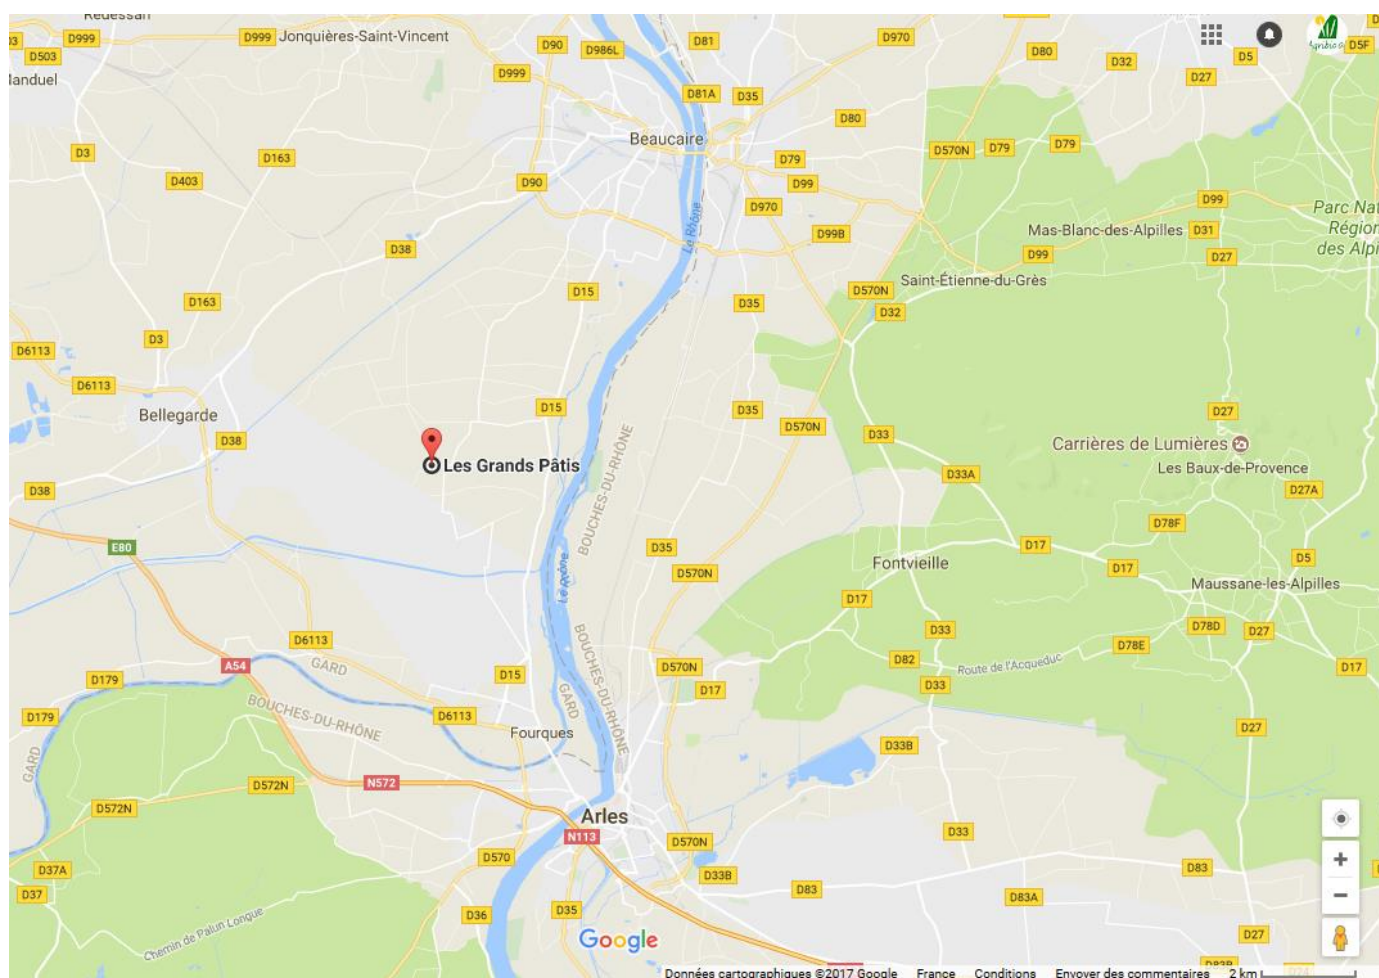 Redessan
D999
D999
Jonquières-Saint-Vincent
D90
D986L
D81
D970
D80
D32
D5
D5F
D503
D999
D27
D81A
D35
D80
Beaucaire
D3
D163
D79
D570N
D79
D79
D403
D90
D99
D99
D970
Parc Nat
Région
des Alpi
Le Rhône
D99B
Mas-Blanc-des-Alpilles
D31
D38
D99
D27
Saint-Étienne-du-Grès
D163
D15
D35
D570N
D32
D3
D6113
D6113
Bellegarde
D15
D35
D27
D38
D570N
D33
Carrières de Lumières
Les Grands Pâtis
BOUCHES-DU-RHÔNE
D33A
Les Baux-de-Provence
D38
D27A
D78F
E80
D35
D17
Fontvieille
D5
D570N
D17
Le Rhône
Maussane-les-Alpilles
D17
D6113
D33
D78D
D27
D78E
A54
GARD
D570N
D82
Route de l'Acqueduc
D17
D179
D15
D17
D33
BOUCHES-DU-RHÔNE
GARD
BOUCHES-DU-RHÔNE
D179
D6113
Fourques
D27
GARD
D33B
D572N
N572
D572N
Arles
N113
D570N
D33
D570
D37A
D33B
D83
D83
D37
D83A
Chemin de Palun Longue
D36
D35
Google
D27
D83B
Données cartographiques ©2017 Google France Conditions Envoyer des commentaires 2 km